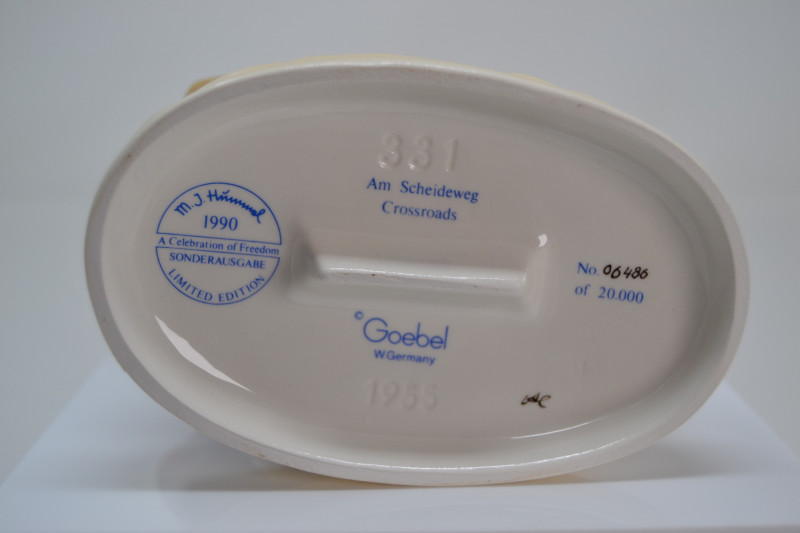 331
Am Scheideweg
Crossroads
M. J. Hummel
1990
A Celebration of Freedom
SONDERAUSGABE
LIMITED EDITION
No. 06486
of 20.000
© Goebel
W.Germany
1955